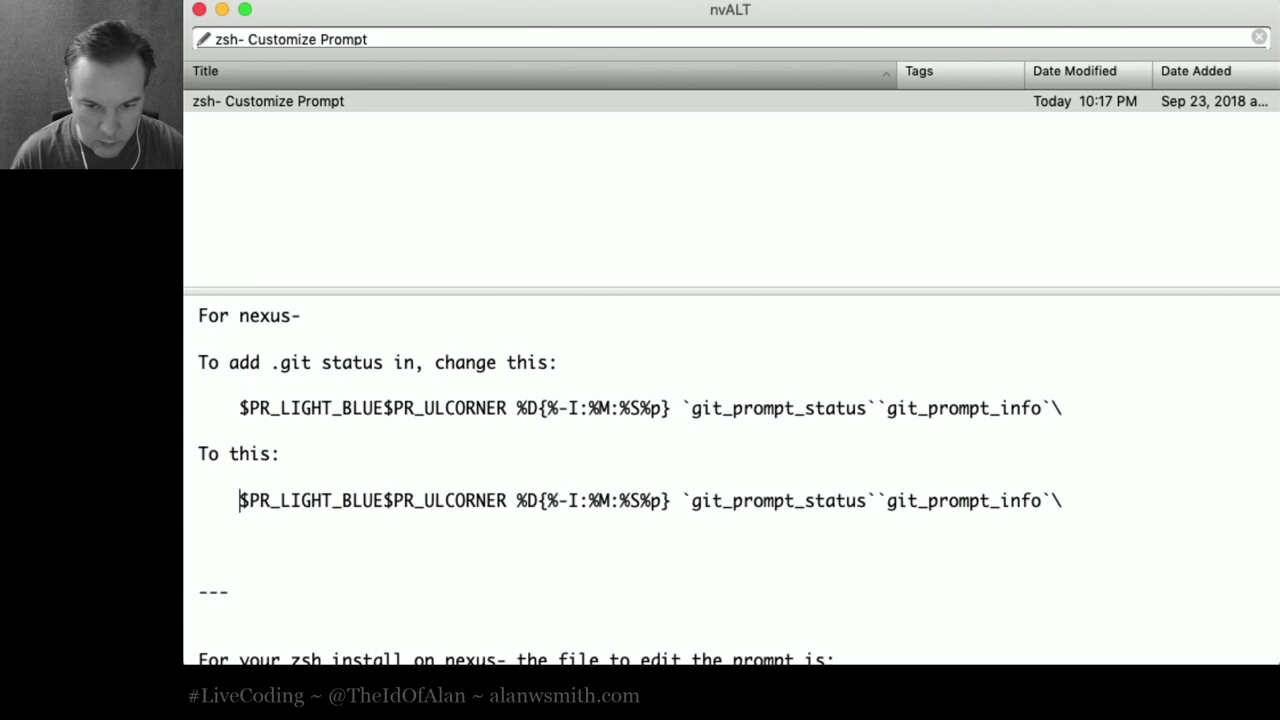 nvALT
zsh- Customize Prompt
Title Tags Date Modified Date Added
zsh- Customize Prompt Today 10:17 PM Sep 23, 2018 a...
For nexus-
To add .git status in, change this:
$PR_LIGHT_BLUE$PR_ULCORNER %D{%-I:%M:%S%p} `git_prompt_status``git_prompt_info`\
To this:
$PR_LIGHT_BLUE$PR_ULCORNER %D{%-I:%M:%S%p} `git_prompt_status``git_prompt_info`\
---
For your zsh install on nexus- the file to edit the prompt is:
#LiveCoding ~ @TheIdOfAlan ~ alanwsmith.com